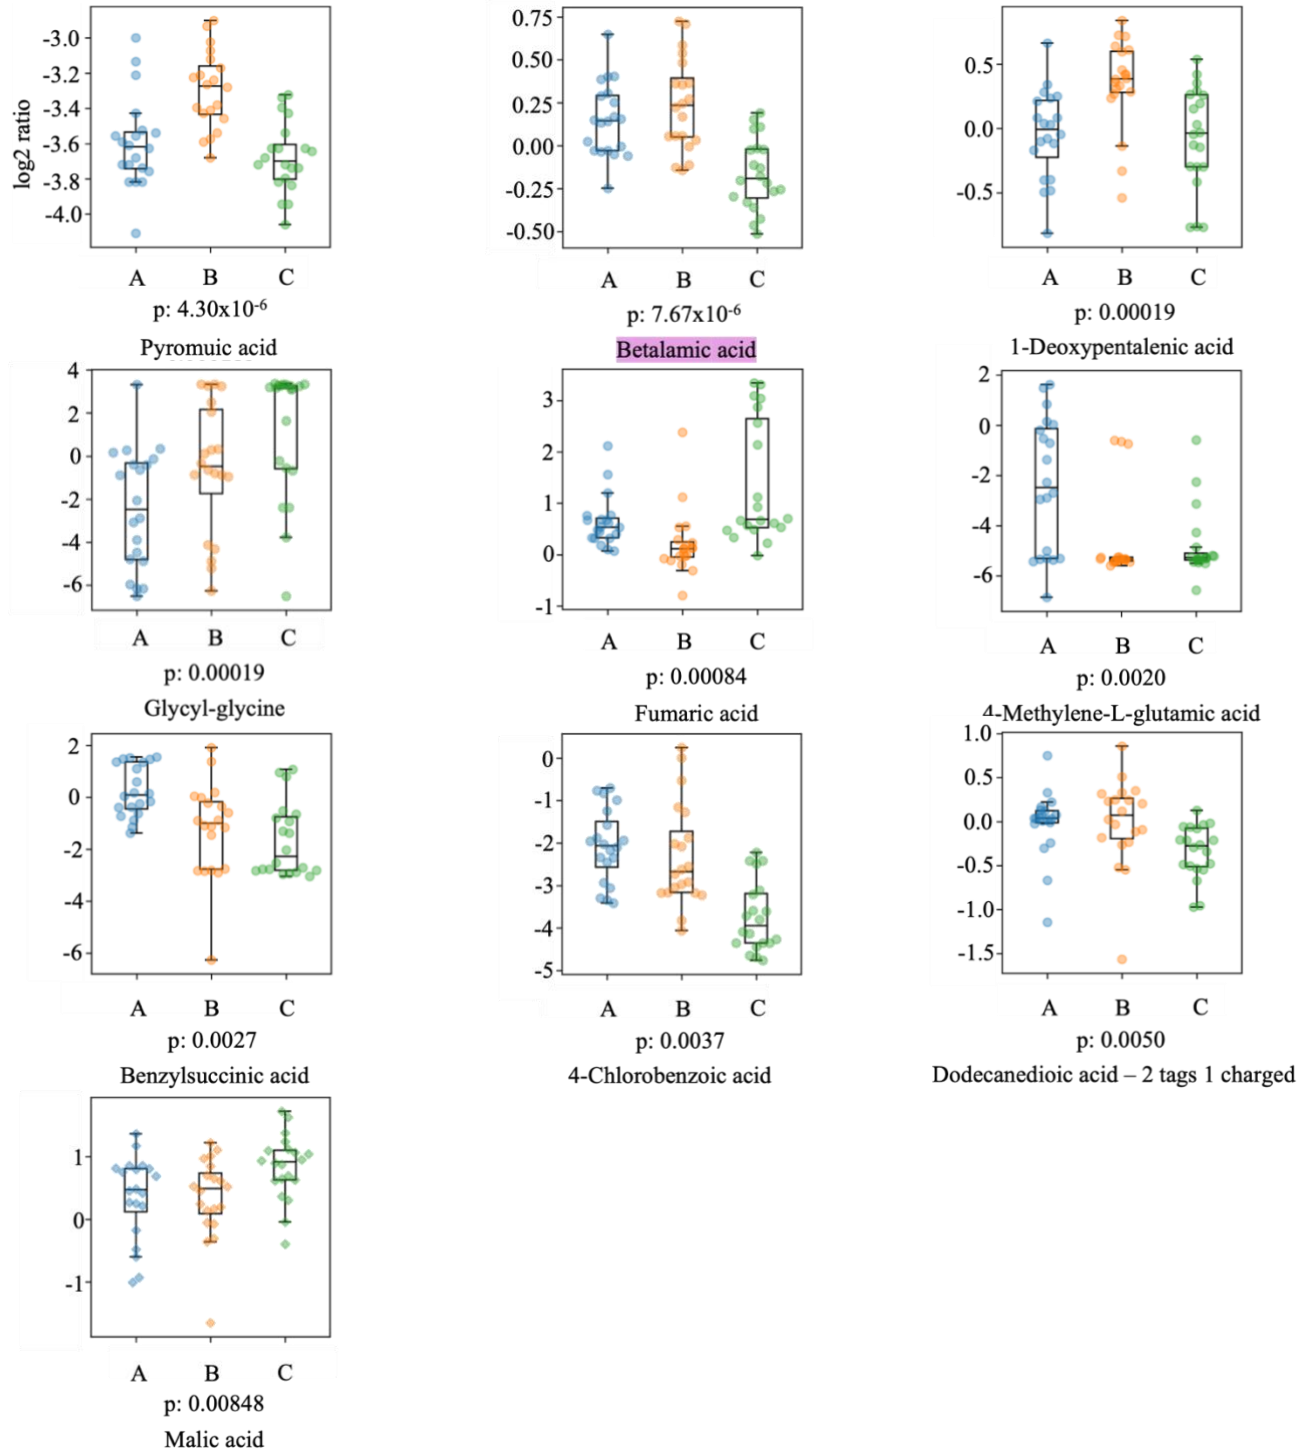 log2 ratio
-3.0
-3.2
-3.4
-3.6
-3.8
-4.0
A B C
p: 4.30x10-6
Pyromuic acid
0.75
0.50
0.25
0.00
-0.25
-0.50
A B C
p: 7.67x10-6
Betalamic acid
0.5
0.0
-0.5
A B C
p: 0.00019
1-Deoxypentalenic acid
4
2
0
-2
-4
-6
A B C
p: 0.00019
Glycyl-glycine
3
2
1
0
-1
A B C
p: 0.00084
Fumaric acid
2
0
-2
-4
-6
A B C
p: 0.0020
4-Methylene-L-glutamic acid
2
0
-2
-4
-6
A B C
p: 0.0027
Benzylsuccinic acid
0
-1
-2
-3
-4
-5
A B C
p: 0.0037
4-Chlorobenzoic acid
1.0
0.5
0.0
-0.5
-1.0
-1.5
A B C
p: 0.0050
Dodecanedioic acid – 2 tags 1 charged
1
0
-1
A B C
p: 0.00848
Malic acid